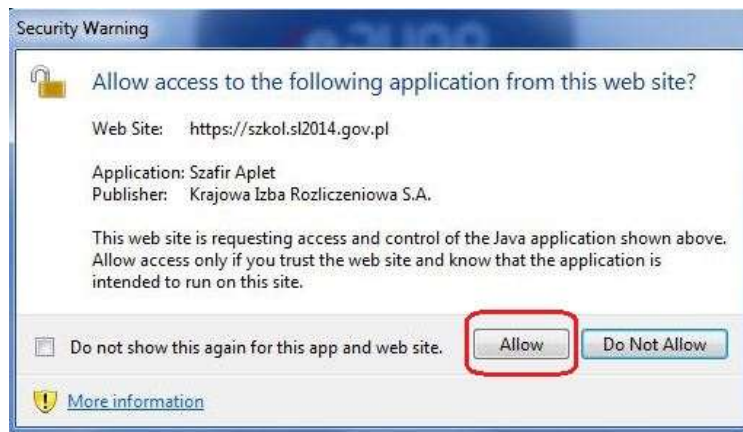 Security Warning
Allow access to the following application from this web site?
Web Site: https://szkol.sl2014.gov.pl
Application: Szafir Aplet
Publisher: Krajowa Izba Rozliczeniowa S.A.
This web site is requesting access and control of the Java application shown above.
Allow access only if you trust the web site and know that the application is
intended to run on this site.
Do not show this again for this app and web site.
Allow
Do Not Allow
More information